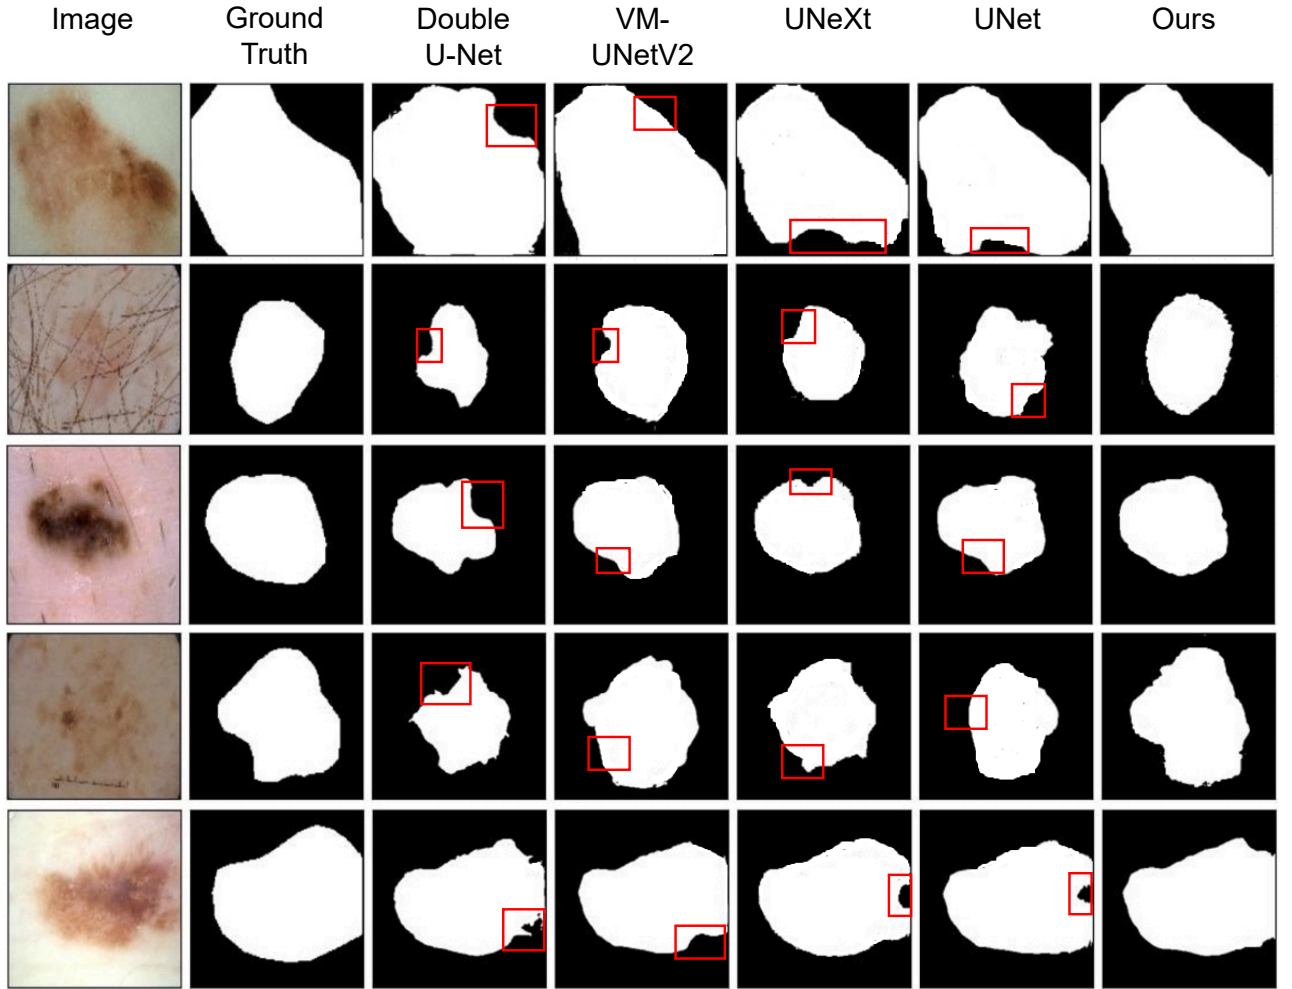 Image
Ground
Truth
Double
U-Net
VM-
UNetV2
UNeXt
UNet
Ours